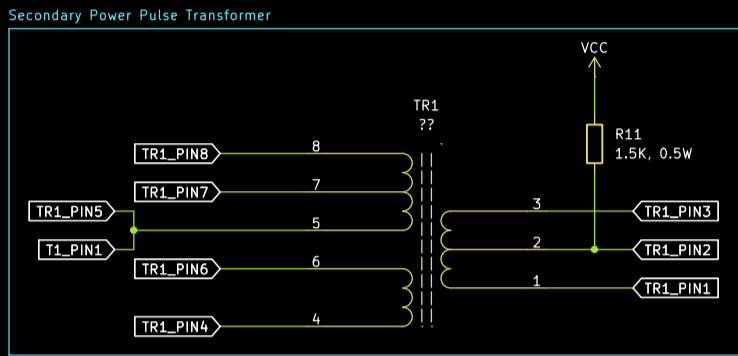 Secondary Power Pulse Transformer
VCC
TR1
??
R11
1.5K, 0.5W
TR1_PIN8
8
TR1_PIN7
7
TR1_PIN5
3
TR1_PIN3
5
T1_PIN1
2
TR1_PIN2
TR1_PIN6
6
1
TR1_PIN1
TR1_PIN4
4